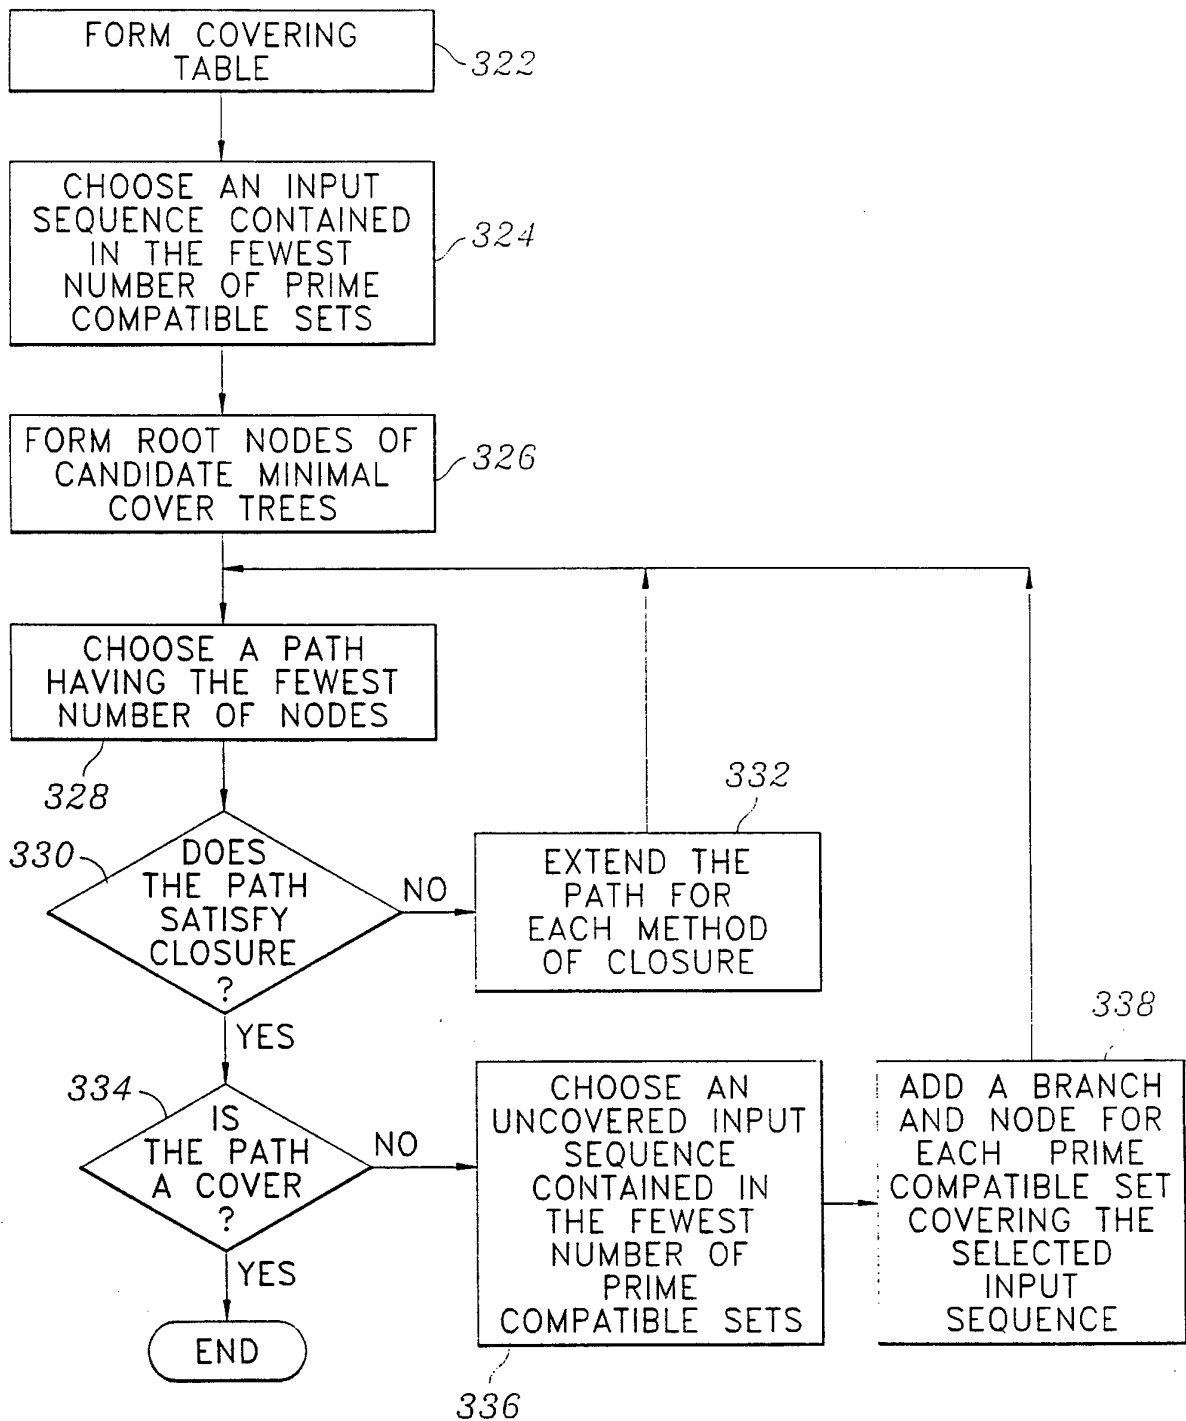 FORM COVERING
TABLE
322
CHOOSE AN INPUT
SEQUENCE CONTAINED
IN THE FEWEST
NUMBER OF PRIME
COMPATIBLE SETS
324
FORM ROOT NODES OF
CANDIDATE MINIMAL
COVER TREES
326
CHOOSE A PATH
HAVING THE FEWEST
NUMBER OF NODES
328
330
DOES
THE PATH
SATISFY
CLOSURE
?
NO
YES
332
EXTEND THE
PATH FOR
EACH METHOD
OF CLOSURE
334
IS
THE PATH
A COVER
?
NO
YES
END
CHOOSE AN
UNCOVERED INPUT
SEQUENCE
CONTAINED IN
THE FEWEST
NUMBER OF
PRIME
COMPATIBLE SETS
336
338
ADD A BRANCH
AND NODE FOR
EACH PRIME
COMPATIBLE SET
COVERING THE
SELECTED
INPUT
SEQUENCE